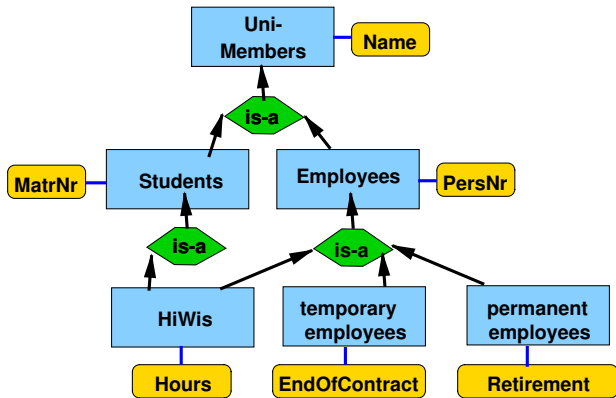 Uni-
Members
Name
is-a
MatrNr
Students
Employees
PersNr
is-a
is-a
HiWis
temporary
employees
permanent
employees
Hours
EndOfContract
Retirement